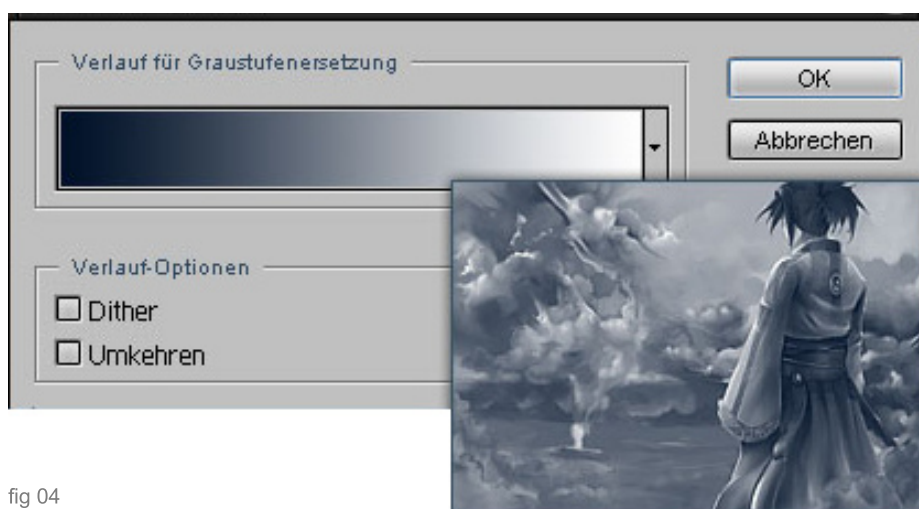 Verlauf für Graustufenersetzung
OK
Abbrechen
Verlauf-Optionen
Dither
Umkehren
fig 04